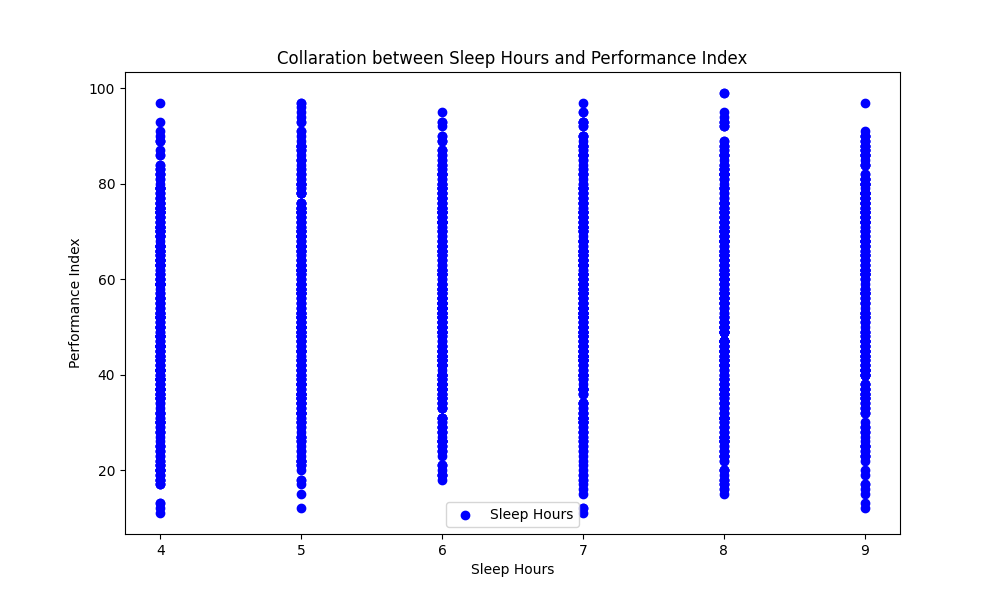 Collaration between Sleep Hours and Performance Index
100
80
60
40
20
Performance Index
Sleep Hours
4 5 6 7 8 9
Sleep Hours